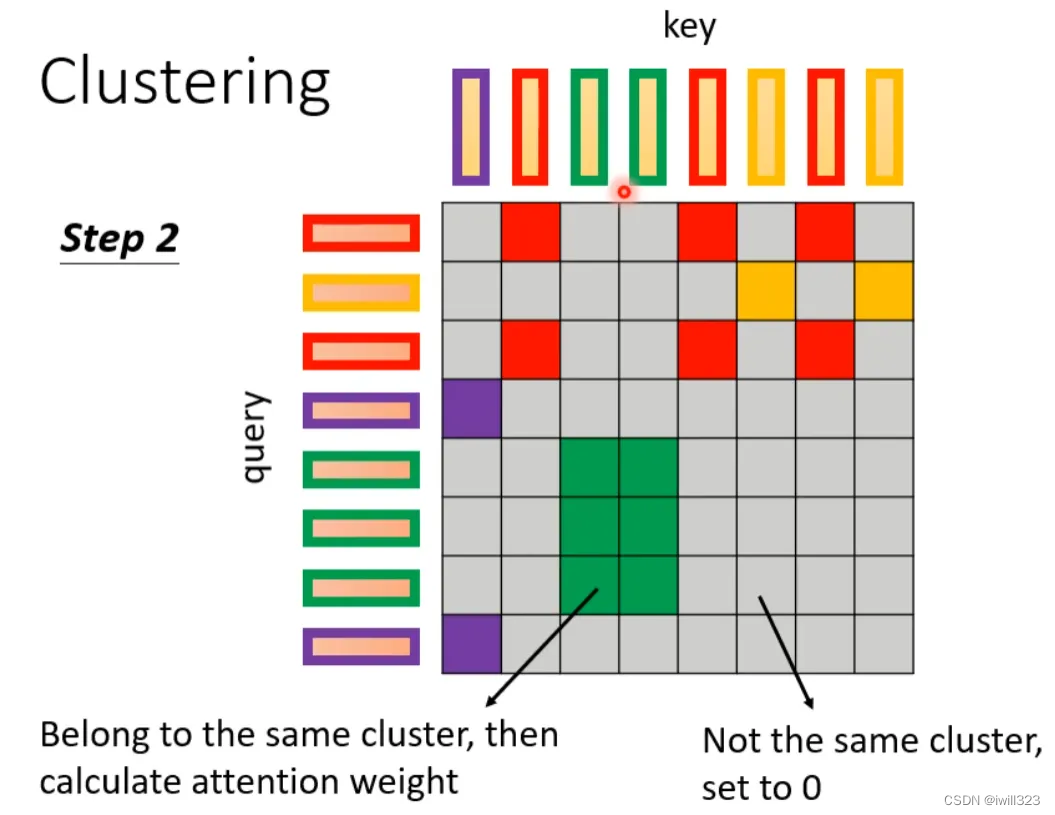 key
Clustering
Step 2
query
Belong to the same cluster, then
calculate attention weight
Not the same cluster,
set to 0
CSDN @iwill323